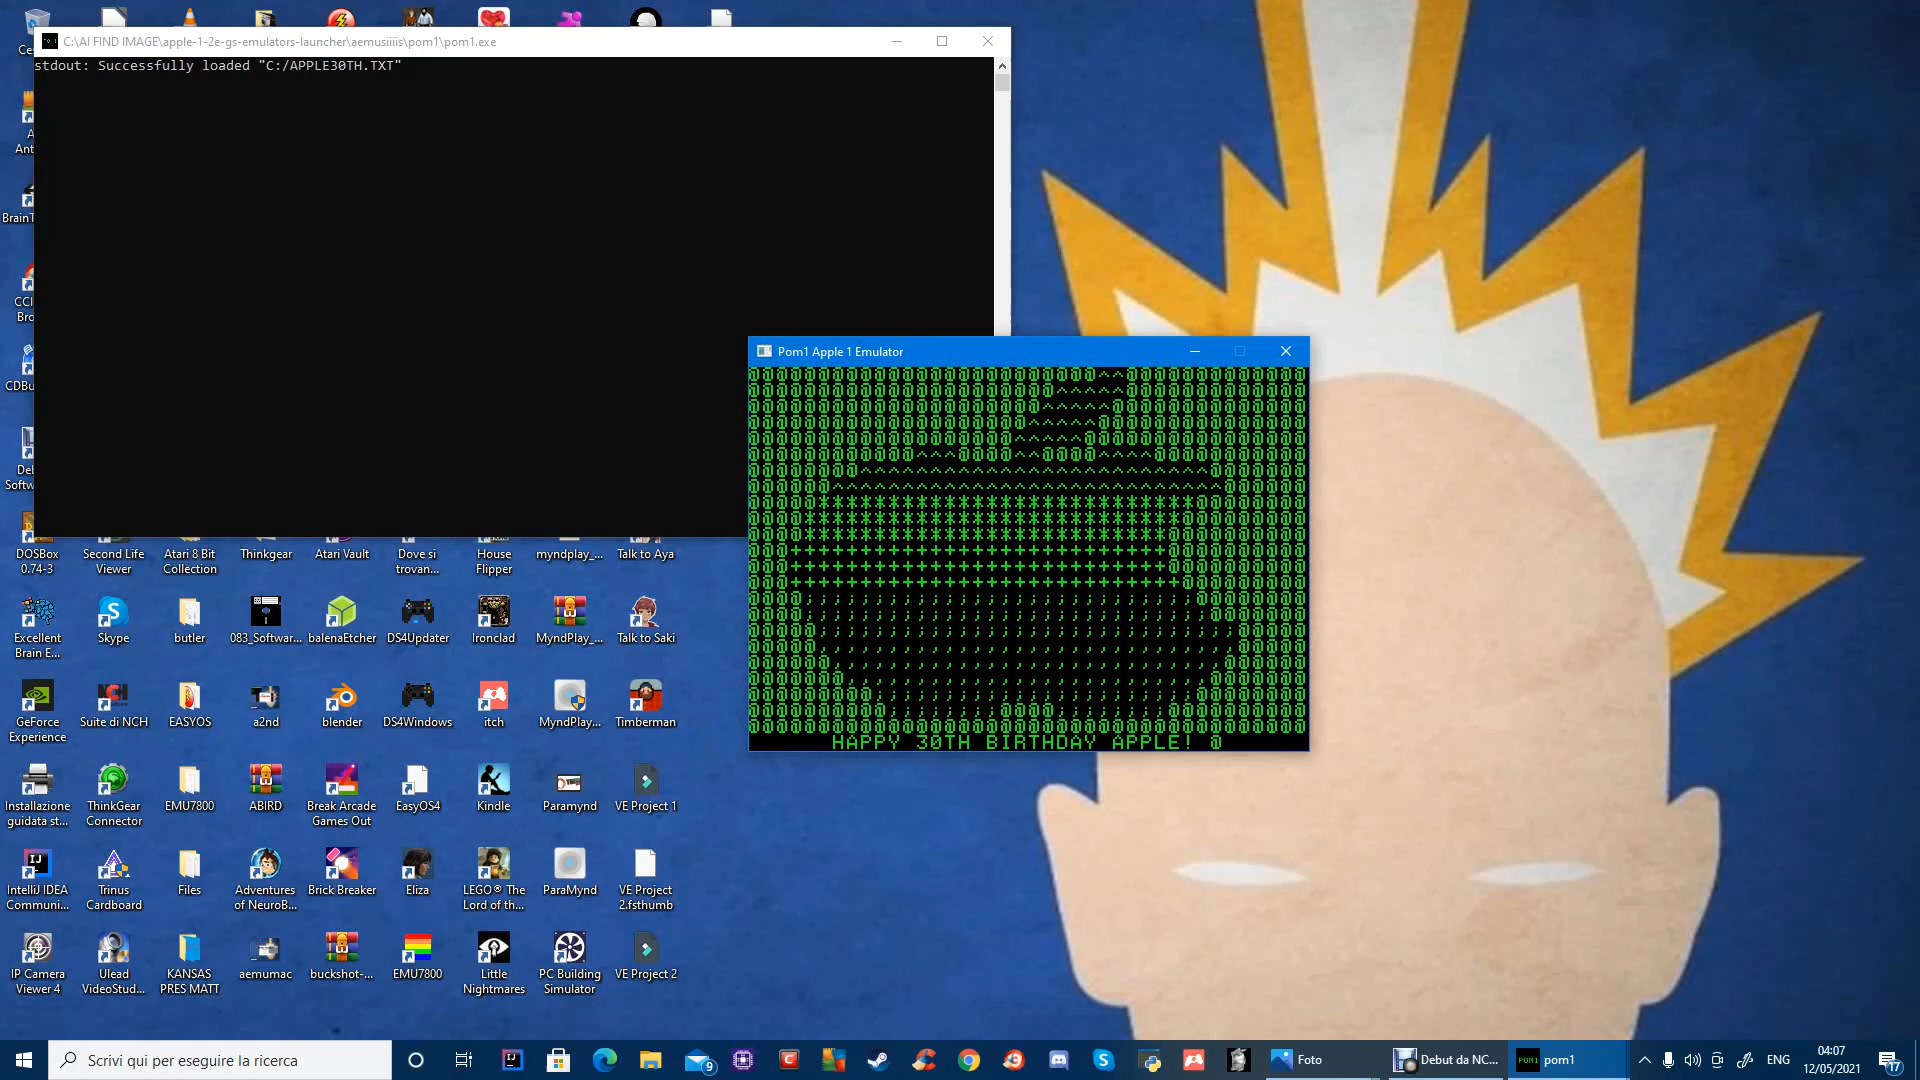 C:\AI FIND IMAGE\apple-1-2e-gs-emulators-launcher\aemusiiiis\pom1\pom1.exe
stdout: Successfully loaded "C:/APPLE30TH.TXT"
Pom1 Apple 1 Emulator
HAPPY 30TH BIRTHDAY APPLE! @
DOSBox 0.74-3
Second Life Viewer
Atari 8 Bit Collection
Thinkgear
Atari Vault
Dove si trovan...
House Flipper
myndplay_...
Talk to Aya
Excellent Brain E...
Skype
butler
083_Softwar...
balenaEtcher
DS4Updater
Ironclad
MyndPlay_...
Talk to Saki
GeForce Experience
Suite di NCH
EASYOS
a2nd
blender
DS4Windows
itch
MyndPlay...
Timberman
Installazione guidata st...
ThinkGear Connector
EMU7800
ABIRD
Break Arcade Games Out
EasyOS4
Kindle
Paramynd
VE Project 1
IntelliJ IDEA Communi...
Trinus Cardboard
Files
Adventures of NeuroB...
Brick Breaker
Eliza
LEGO® The Lord of th...
ParaMynd
VE Project 2.fsthumb
IP Camera Viewer 4
Ulead VideoStud...
KANSAS PRES MATT
aemumac
buckshot-...
EMU7800
Little Nightmares
PC Building Simulator
VE Project 2
Scrivi qui per eseguire la ricerca
9
Foto
Debut da NC...
pom1
ENG
04:07
12/05/2021
17